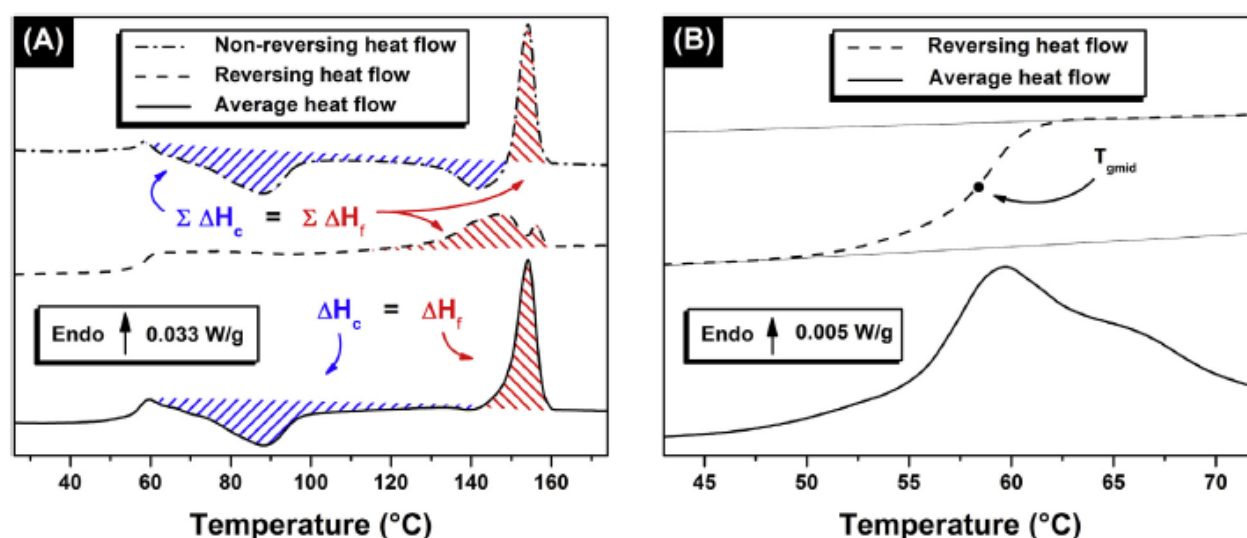 (A)
Non-reversing heat flow
Reversing heat flow
Average heat flow
Σ ΔHc = Σ ΔHf
ΔHc = ΔHf
Endo 0.033 W/g
40 60 80 100 120 140 160
Temperature (°C)
(B)
Reversing heat flow
Average heat flow
Tgmid
Endo 0.005 W/g
45 50 55 60 65 70
Temperature (°C)